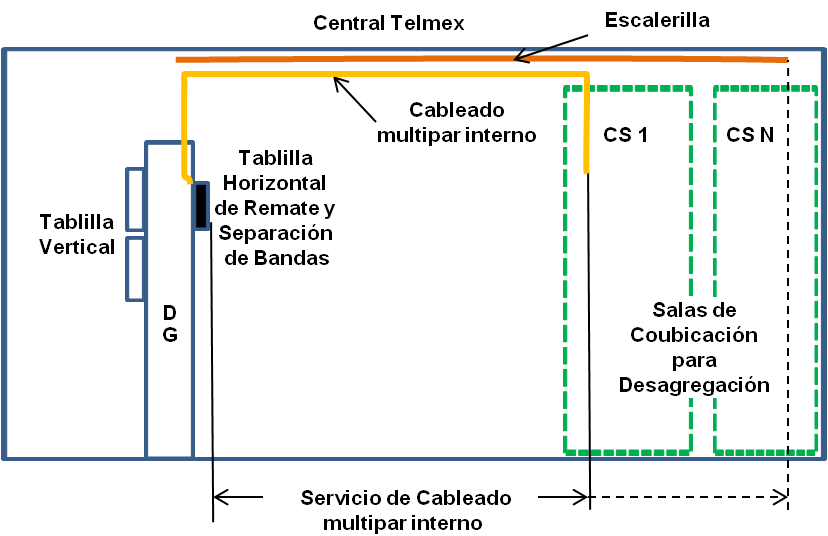 Central Telmex
Escalerilla
Cableado
multipar interno
CS 1
CS N
Tablilla
Horizontal
de Remate y
Separación
de Bandas
Tablilla
Vertical
D
G
Salas de
Coubicación
para
Desagregación
Servicio de Cableado
multipar interno